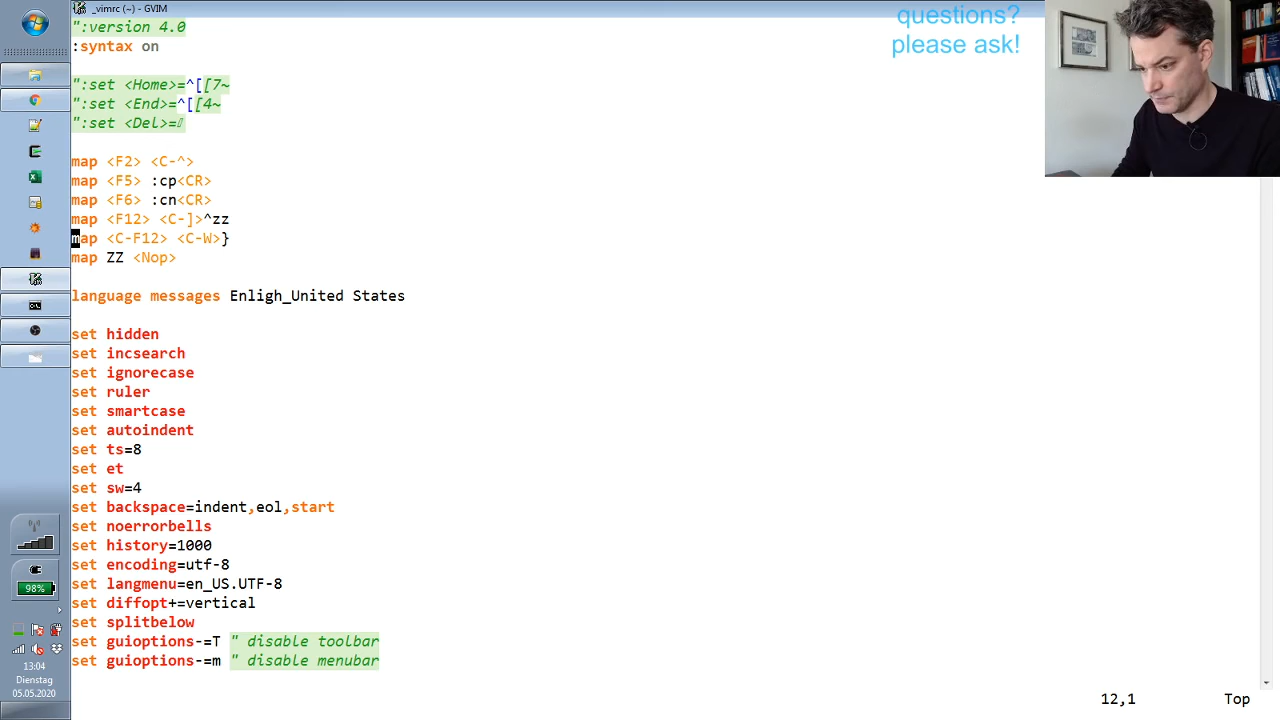 _vimrc (~) - GVIM
":version 4.0
:syntax on
":set <Home>=^[[7~
":set <End>=^[[4~
":set <Del>=
map <F2> <C-^>
map <F5> :cp<CR>
map <F6> :cn<CR>
map <F12> <C-]>^zz
map <C-F12> <C-W>}
map ZZ <Nop>
language messages Enligh_United States
set hidden
set incsearch
set ignorecase
set ruler
set smartcase
set autoindent
set ts=8
set et
set sw=4
set backspace=indent,eol,start
set noerrorbells
set history=1000
set encoding=utf-8
set langmenu=en_US.UTF-8
set diffopt+=vertical
set splitbelow
set guioptions-=T " disable toolbar
set guioptions-=m " disable menubar
12,1 Top
questions?
please ask!
98%
13:04
Dienstag
05.05.2020